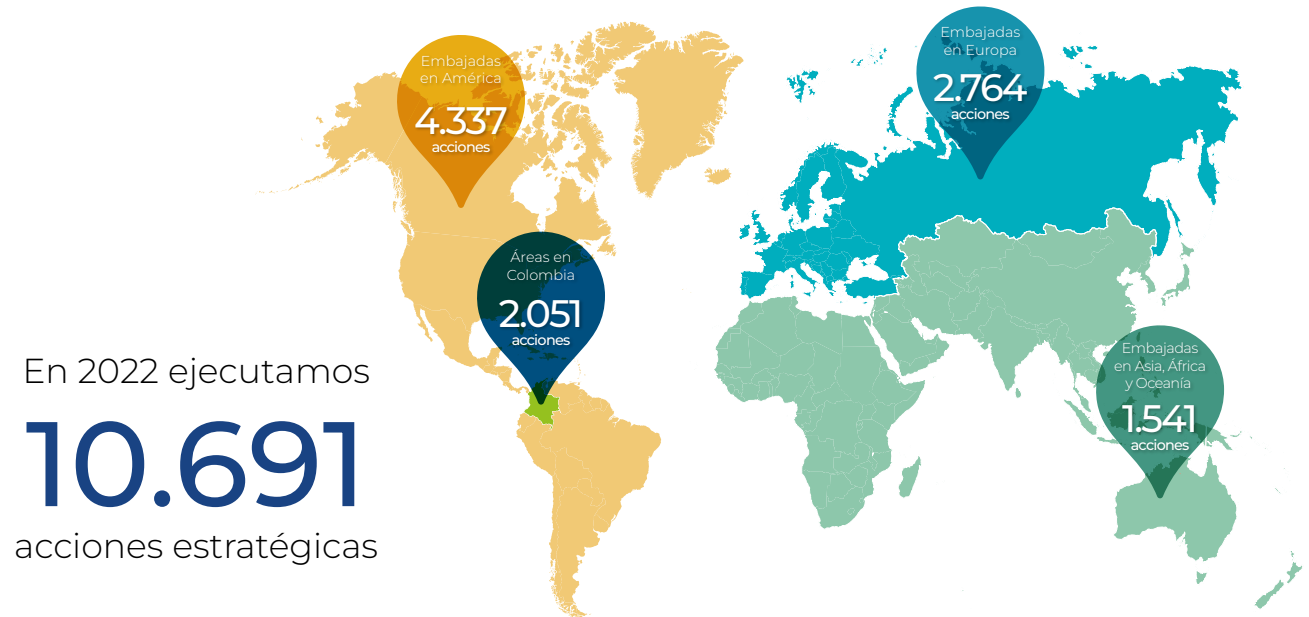 Embajadas
en América
4.337
acciones
Embajadas
en Europa
2.764
acciones
Áreas en
Colombia
2.051
acciones
Embajadas
en Asia, África
y Oceanía
1.541
acciones
En 2022 ejecutamos
10.691
acciones estratégicas